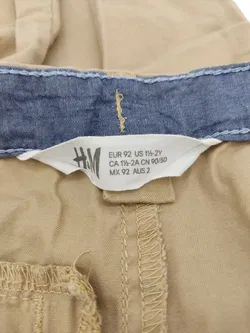 H&M
EUR 92 US 1½-2Y
CA 1½-2A CN 90/50
MX 92 AUS 2